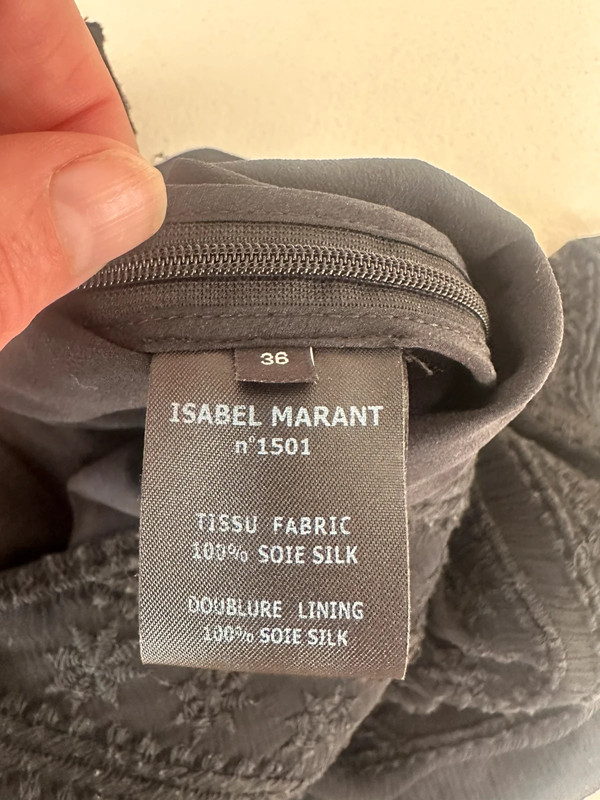 36
ISABEL MARANT
n°1501
TISSU FABRIC
100% SOIE SILK
DOUBLURE LINING
100% SOIE SILK